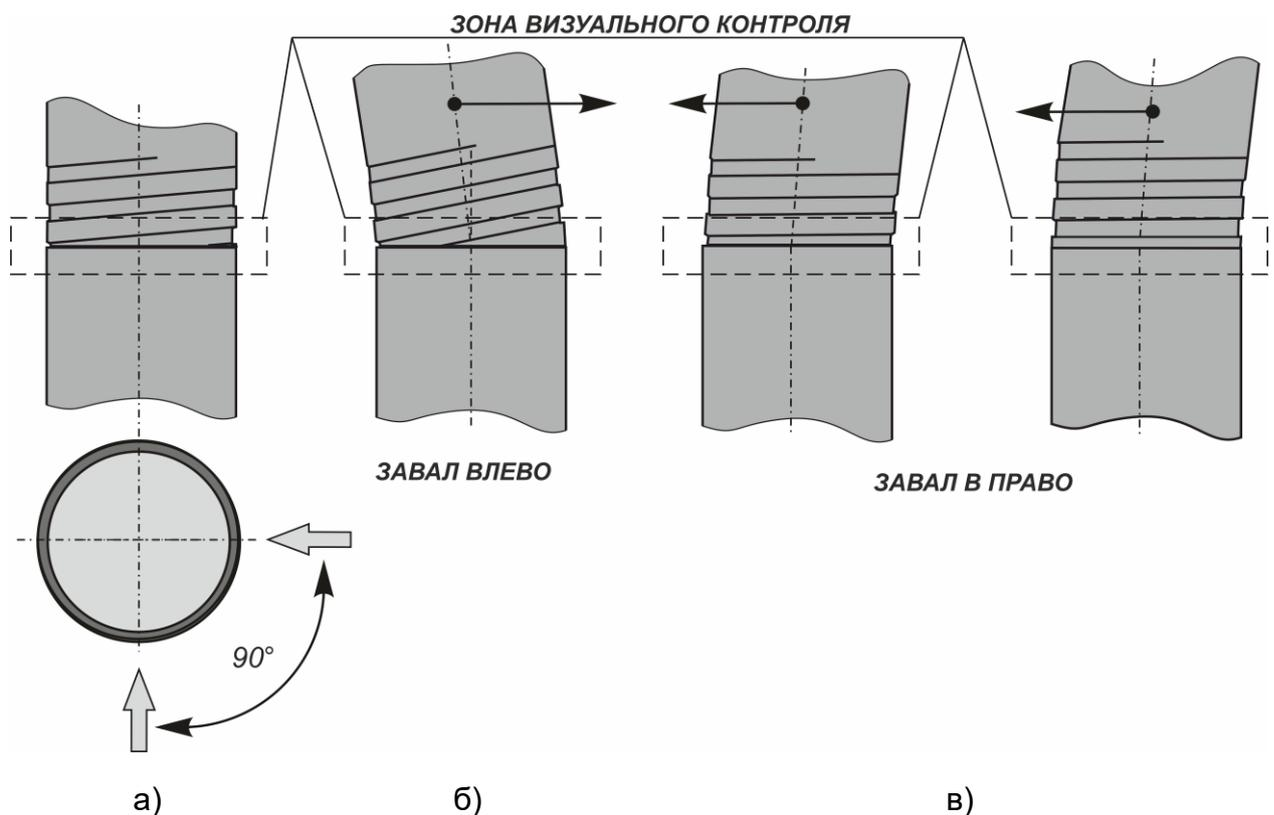 ЗОНА ВИЗУАЛЬНОГО КОНТРОЛЯ
ЗАВАЛ ВЛЕВО
ЗАВАЛ В ПРАВО
90°
а)
б)
в)